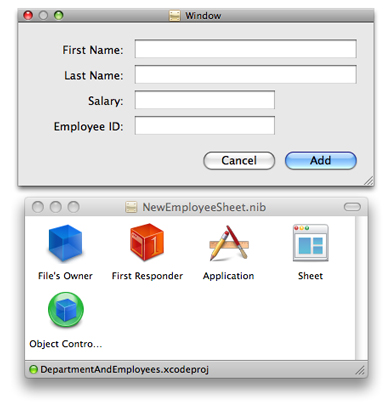 Window
First Name:
Last Name:
Salary:
Employee ID:
Cancel Add
NewEmployeeSheet.nib
File's Owner First Responder Application Sheet
Object Contro...
DepartmentAndEmployees.xcodeproj